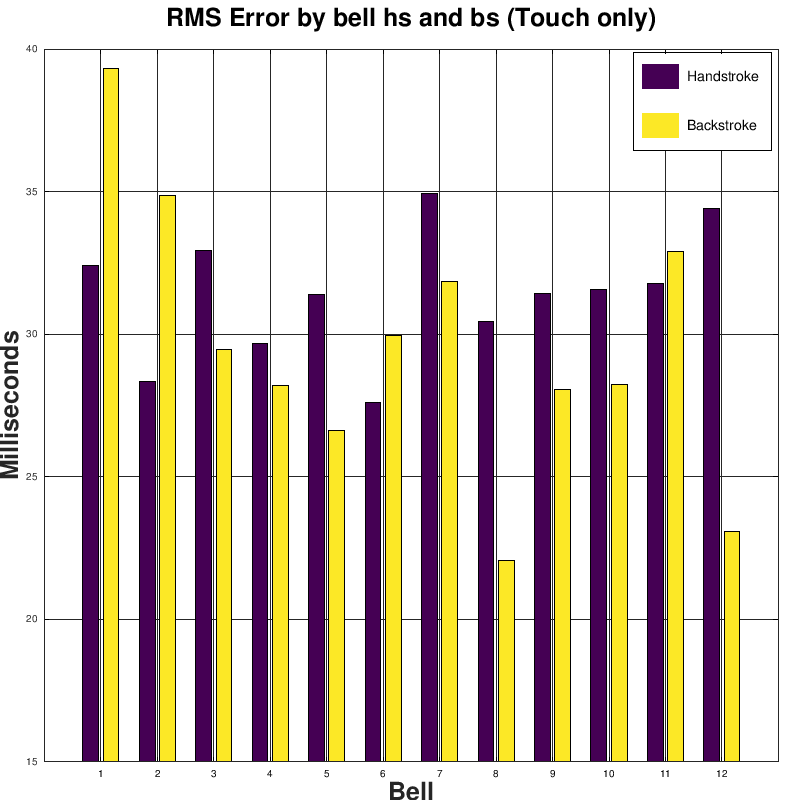 RMS Error by bell hs and bs (Touch only)
40
35
30
25
20
15
Milliseconds
Handstroke
Backstroke
1 2 3 4 5 6 7 8 9 10 11 12
Bell